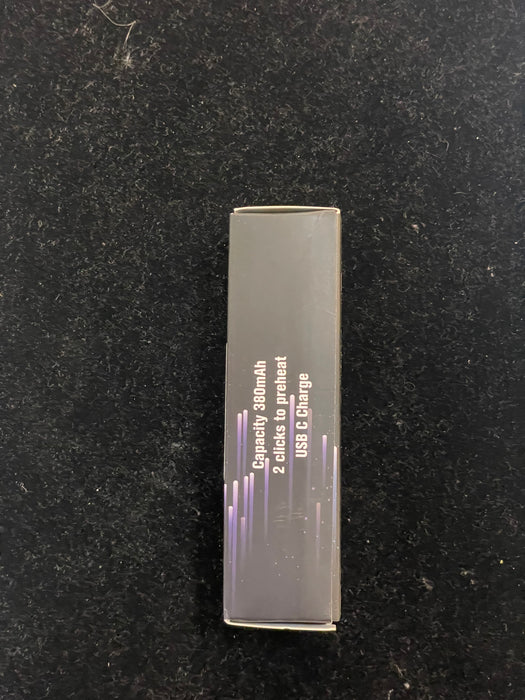 Capacity 380mAh
2 clicks to preheat
USB C Charge